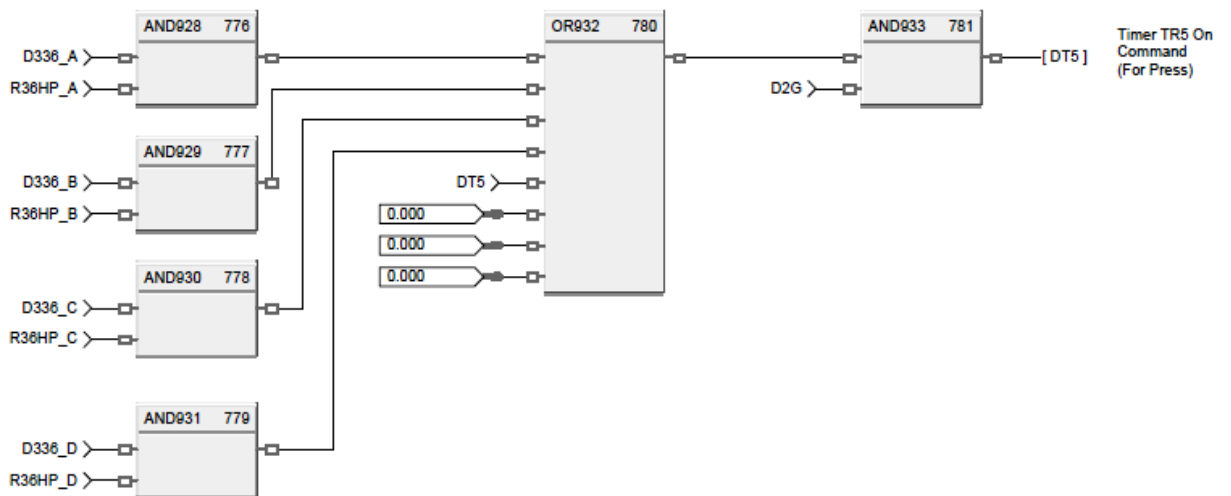 AND928 776
D336_A
R36HP_A
AND929 777
D336_B
R36HP_B
AND930 778
D336_C
R36HP_C
AND931 779
D336_D
R36HP_D
OR932 780
DT5
0.000
0.000
0.000
AND933 781
D2G
[ DT5 ]
Timer TR5 On
Command
(For Press)